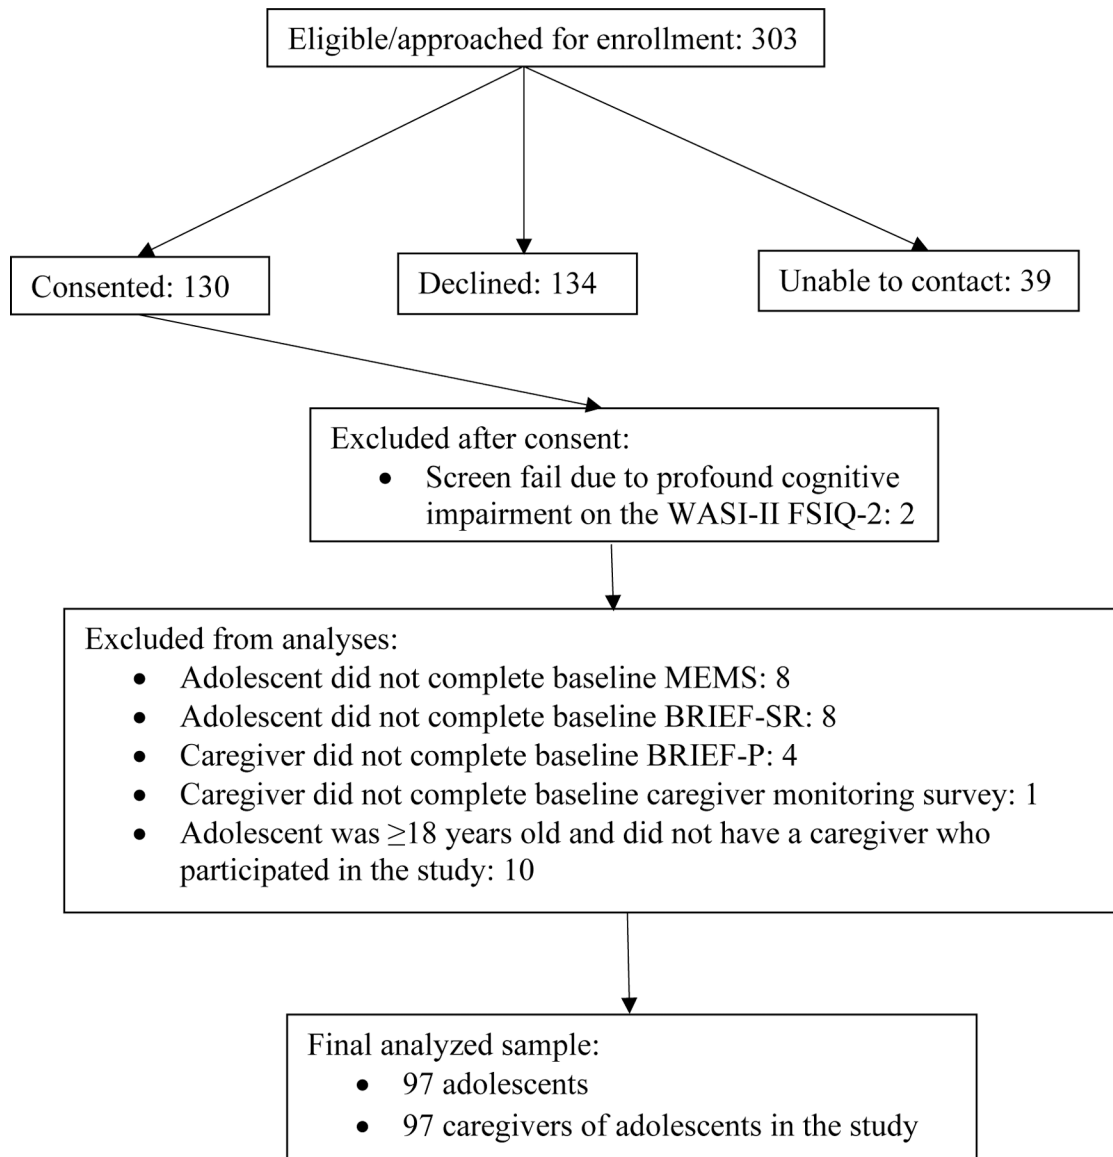 Eligible/approached for enrollment: 303
Consented: 130
Declined: 134
Unable to contact: 39
Excluded after consent:
• Screen fail due to profound cognitive
impairment on the WASI-II FSIQ-2: 2
Excluded from analyses:
• Adolescent did not complete baseline MEMS: 8
• Adolescent did not complete baseline BRIEF-SR: 8
• Caregiver did not complete baseline BRIEF-P: 4
• Caregiver did not complete baseline caregiver monitoring survey: 1
• Adolescent was ≥18 years old and did not have a caregiver who
participated in the study: 10
Final analyzed sample:
• 97 adolescents
• 97 caregivers of adolescents in the study